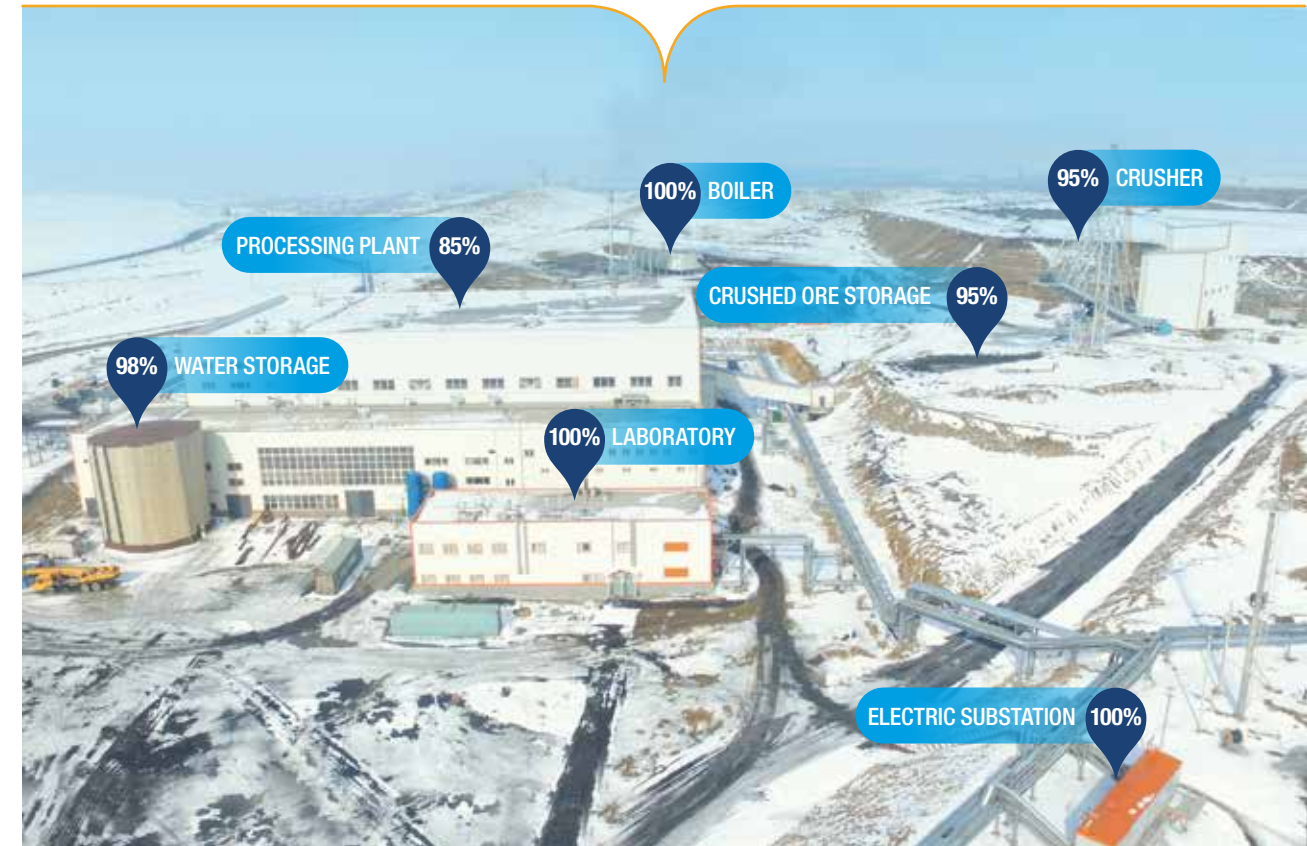 100% BOILER
95% CRUSHER
PROCESSING PLANT 85%
CRUSHED ORE STORAGE 95%
98% WATER STORAGE
100% LABORATORY
ELECTRIC SUBSTATION 100%